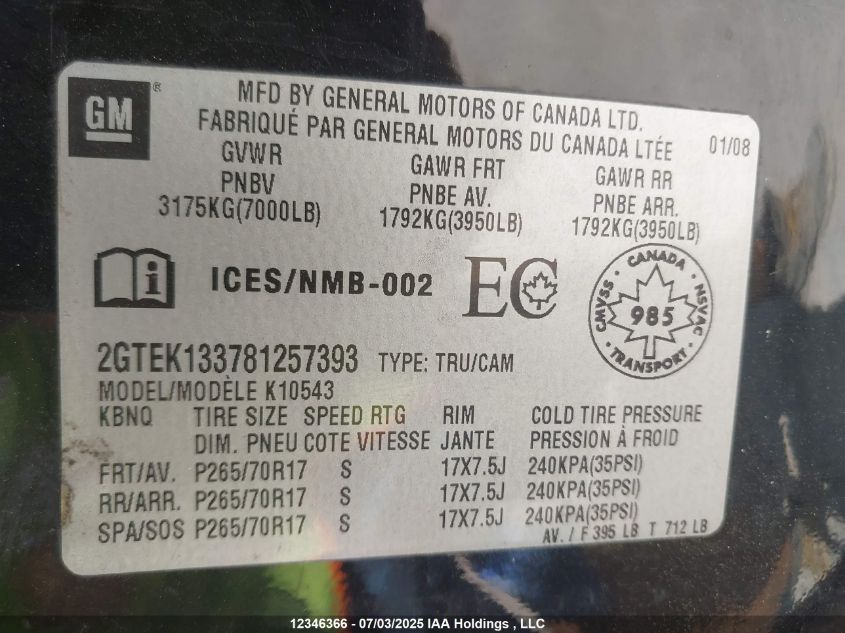 GM®
MFD BY GENERAL MOTORS OF CANADA LTD.
FABRIQUÉ PAR GENERAL MOTORS DU CANADA LTÉE
01/08
GVWR GAWR FRT GAWR RR
PNBV PNBE AV. PNBE ARR.
3175KG(7000LB) 1792KG(3950LB) 1792KG(3950LB)
i ICES/NMB-002 EC
CANADA
CMVSS 985 NSVAC
TRANSPORT
2GTEK133781257393 TYPE: TRU/CAM
MODEL/MODÈLE K10543
KBNQ TIRE SIZE SPEED RTG RIM COLD TIRE PRESSURE
DIM. PNEU COTE VITESSE JANTE PRESSION À FROID
FRT/AV. P265/70R17 S 17X7.5J 240KPA(35PSI)
RR/ARR. P265/70R17 S 17X7.5J 240KPA(35PSI)
SPA/SOS P265/70R17 S 17X7.5J 240KPA(35PSI)
AV. / F 395 LB T 712 LB
12346366 - 07/03/2025 IAA Holdings , LLC